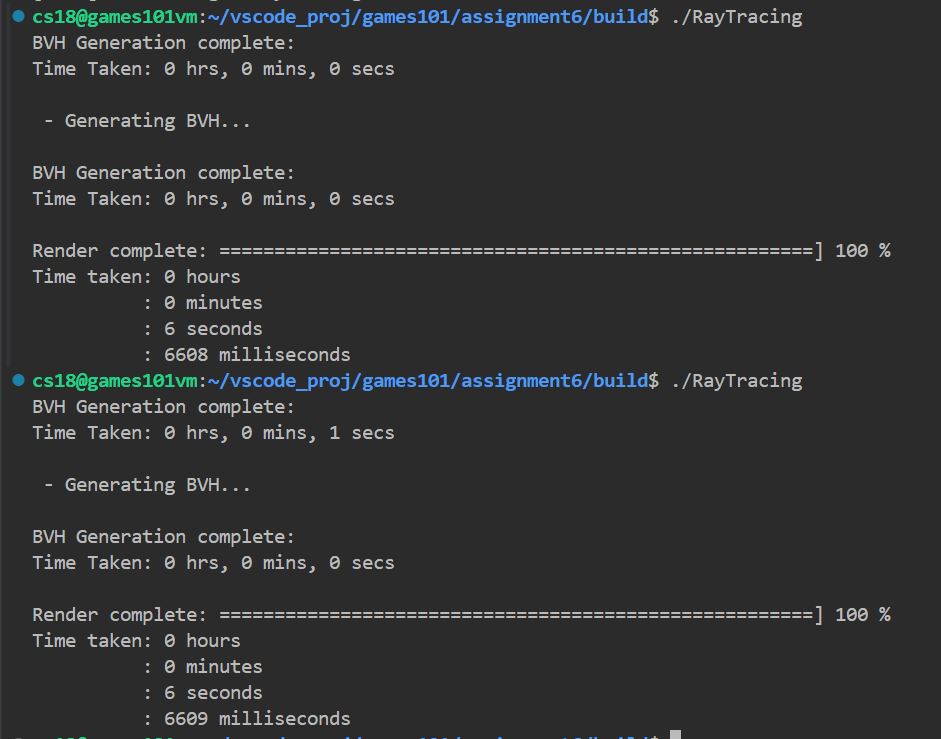 cs18@games101vm:~/vscode_proj/games101/assignment6/build$ ./RayTracing
BVH Generation complete:
Time Taken: 0 hrs, 0 mins, 0 secs
- Generating BVH...
BVH Generation complete:
Time Taken: 0 hrs, 0 mins, 0 secs
Render complete: ======================================================] 100 %
Time taken: 0 hours
: 0 minutes
: 6 seconds
: 6608 milliseconds
cs18@games101vm:~/vscode_proj/games101/assignment6/build$ ./RayTracing
BVH Generation complete:
Time Taken: 0 hrs, 0 mins, 1 secs
- Generating BVH...
BVH Generation complete:
Time Taken: 0 hrs, 0 mins, 0 secs
Render complete: ======================================================] 100 %
Time taken: 0 hours
: 0 minutes
: 6 seconds
: 6609 milliseconds